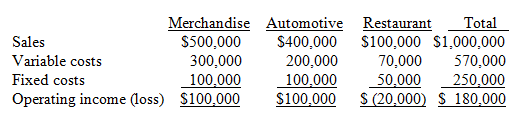 Merchandise Automotive Restaurant Total
Sales $500,000 $400,000 $100,000 $1,000,000
Variable costs 300,000 200,000 70,000 570,000
Fixed costs 100,000 100,000 50,000 250,000
Operating income (loss) $100,000 $100,000 $ (20,000) $ 180,000